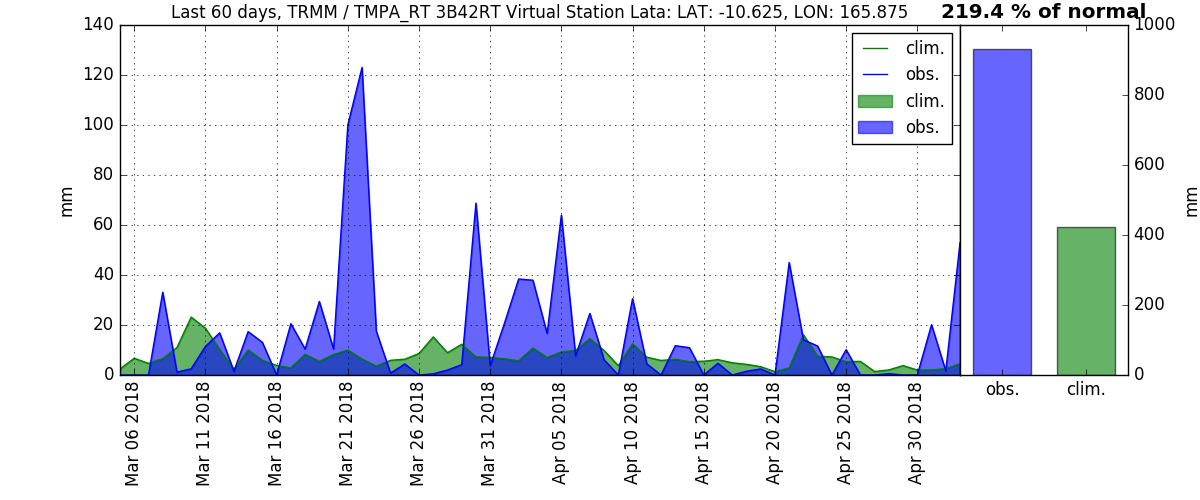 Last 60 days, TRMM / TMPA_RT 3B42RT Virtual Station Lata: LAT: -10.625, LON: 165.875
219.4 % of normal
140
120
100
80
60
40
20
0
mm
clim.
obs.
clim.
obs.
1000
800
600
400
200
0
mm
obs.
clim.
Mar 06 2018
Mar 11 2018
Mar 16 2018
Mar 21 2018
Mar 26 2018
Mar 31 2018
Apr 05 2018
Apr 10 2018
Apr 15 2018
Apr 20 2018
Apr 25 2018
Apr 30 2018